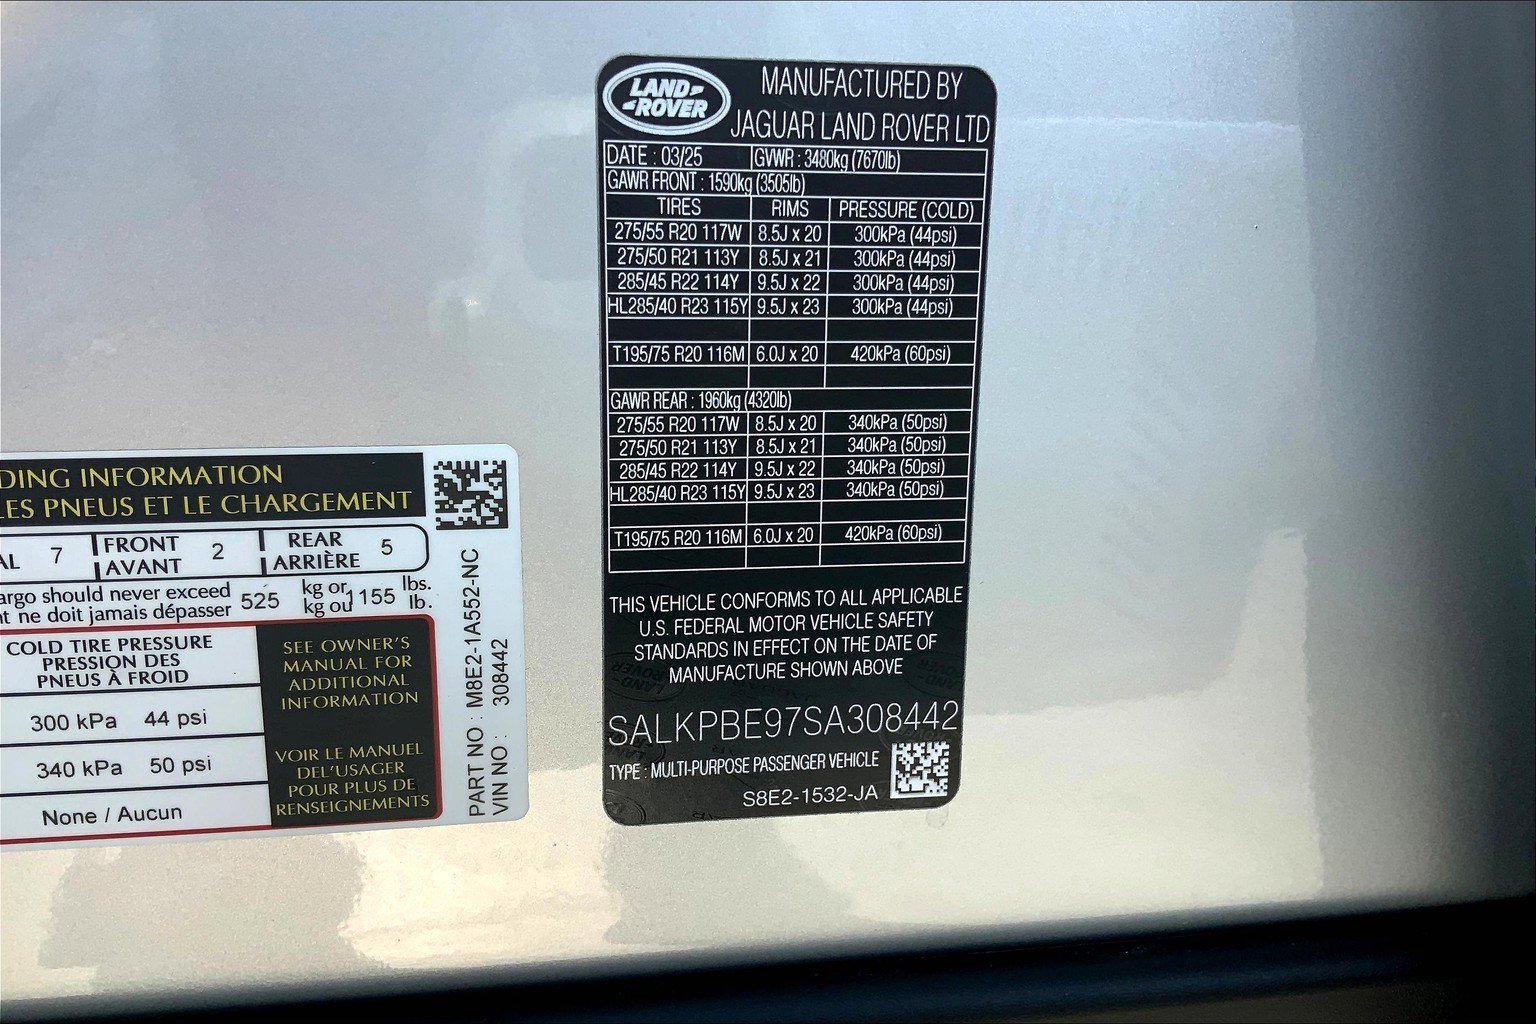 LAND ROVER
MANUFACTURED BY
JAGUAR LAND ROVER LTD
DATE : 03/25 GVWR : 3480kg (7670lb)
GAWR FRONT : 1590kg (3505lb)
TIRES RIMS PRESSURE (COLD)
275/55 R20 117W 8.5J x 20 300kPa (44psi)
275/50 R21 113Y 8.5J x 21 300kPa (44psi)
285/45 R22 114Y 9.5J x 22 300kPa (44psi)
HL285/40 R23 115Y 9.5J x 23 300kPa (44psi)
T195/75 R20 116M 6.0J x 20 420kPa (60psi)
GAWR REAR : 1960kg (4320lb)
275/55 R20 117W 8.5J x 20 340kPa (50psi)
275/50 R21 113Y 8.5J x 21 340kPa (50psi)
285/45 R22 114Y 9.5J x 22 340kPa (50psi)
HL285/40 R23 115Y 9.5J x 23 340kPa (50psi)
T195/75 R20 116M 6.0J x 20 420kPa (60psi)
THIS VEHICLE CONFORMS TO ALL APPLICABLE
U.S. FEDERAL MOTOR VEHICLE SAFETY
STANDARDS IN EFFECT ON THE DATE OF
MANUFACTURE SHOWN ABOVE
SALKPBE97SA308442
TYPE : MULTI-PURPOSE PASSENGER VEHICLE
S8E2-1532-JA
DING INFORMATION
LES PNEUS ET LE CHARGEMENT
AL 7 FRONT AVANT 2 REAR ARRIÈRE 5
argo should never exceed 525 kg or 1155 lbs.
nt ne doit jamais dépasser kg ou lb.
COLD TIRE PRESSURE
PRESSION DES
PNEUS À FROID
300 kPa 44 psi
340 kPa 50 psi
None / Aucun
SEE OWNER'S
MANUAL FOR
ADDITIONAL
INFORMATION
VOIR LE MANUEL
DEL'USAGER
POUR PLUS DE
RENSEIGNEMENTS
PART NO : M8E2-1A552-NC
VIN NO : 308442